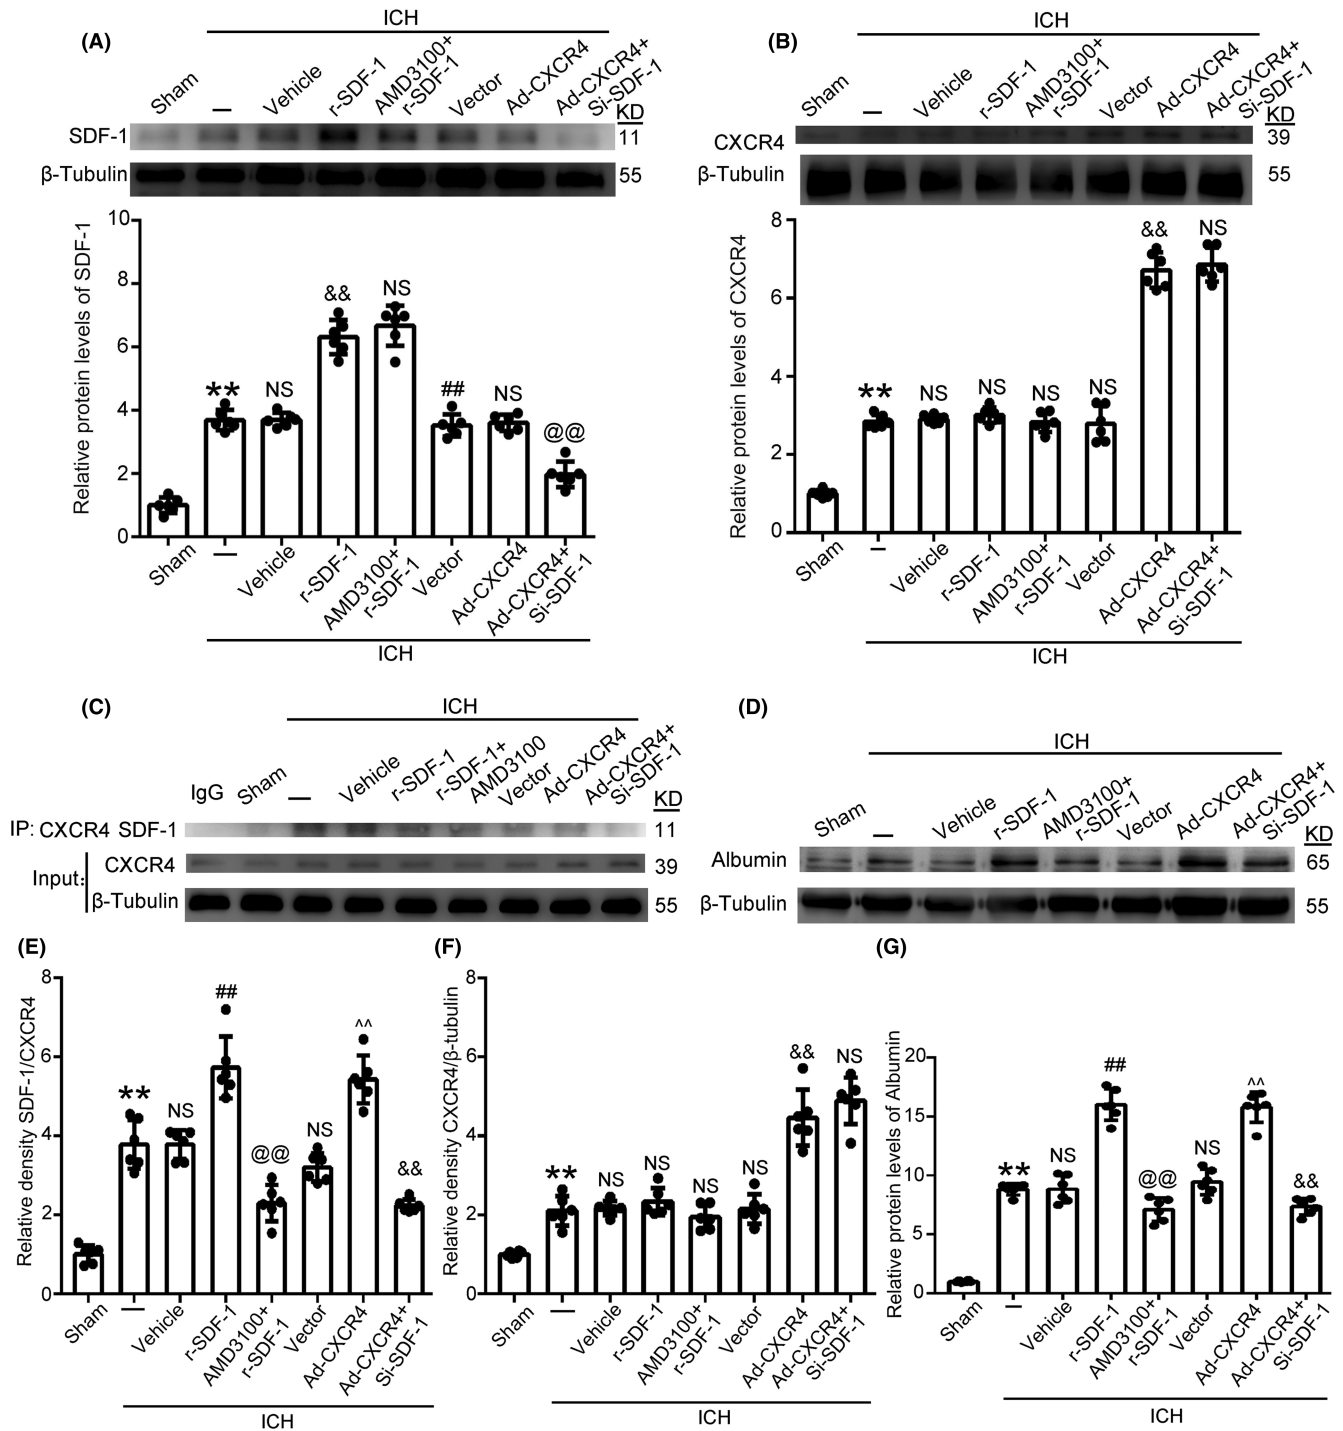 (A)
ICH
Sham
—
Vehicle
r-SDF-1
AMD3100+
r-SDF-1
Vector
Ad-CXCR4
Ad-CXCR4+
Si-SDF-1
KD
SDF-1
11
β-Tubulin
55
Relative protein levels of SDF-1
10
8
6
4
2
0
**
NS
&&
NS
##
NS
@@
Sham
—
Vehicle
r-SDF-1
AMD3100+
r-SDF-1
Vector
Ad-CXCR4
Ad-CXCR4+
Si-SDF-1
ICH
(B)
ICH
Sham
—
Vehicle
r-SDF-1
AMD3100+
r-SDF-1
Vector
Ad-CXCR4
Ad-CXCR4+
Si-SDF-1
KD
CXCR4
39
β-Tubulin
55
Relative protein levels of CXCR4
8
6
4
2
0
**
NS
NS
NS
NS
&&
NS
Sham
—
Vehicle
r-SDF-1
AMD3100+
r-SDF-1
Vector
Ad-CXCR4
Ad-CXCR4+
Si-SDF-1
ICH
(C)
ICH
IgG
Sham
—
Vehicle
r-SDF-1
r-SDF-1+
AMD3100
Vector
Ad-CXCR4
Ad-CXCR4+
Si-SDF-1
KD
IP: CXCR4 SDF-1
11
Input:
CXCR4
39
β-Tubulin
55
(D)
ICH
Sham
—
Vehicle
r-SDF-1
AMD3100+
r-SDF-1
Vector
Ad-CXCR4
Ad-CXCR4+
Si-SDF-1
KD
Albumin
65
β-Tubulin
55
(E)
Relative density SDF-1/CXCR4
8
6
4
2
0
**
NS
##
@@
NS
^^
&&
Sham
—
Vehicle
r-SDF-1
AMD3100+
r-SDF-1
Vector
Ad-CXCR4
Ad-CXCR4+
Si-SDF-1
ICH
(F)
Relative density CXCR4/β-tubulin
8
6
4
2
0
**
NS
NS
NS
NS
&&
NS
Sham
—
Vehicle
r-SDF-1
AMD3100+
r-SDF-1
Vector
Ad-CXCR4
Ad-CXCR4+
Si-SDF-1
ICH
(G)
Relative protein levels of Albumin
20
15
10
5
0
**
NS
##
@@
NS
^^
&&
Sham
—
Vehicle
r-SDF-1
AMD3100+
r-SDF-1
Vector
Ad-CXCR4
Ad-CXCR4+
Si-SDF-1
ICH